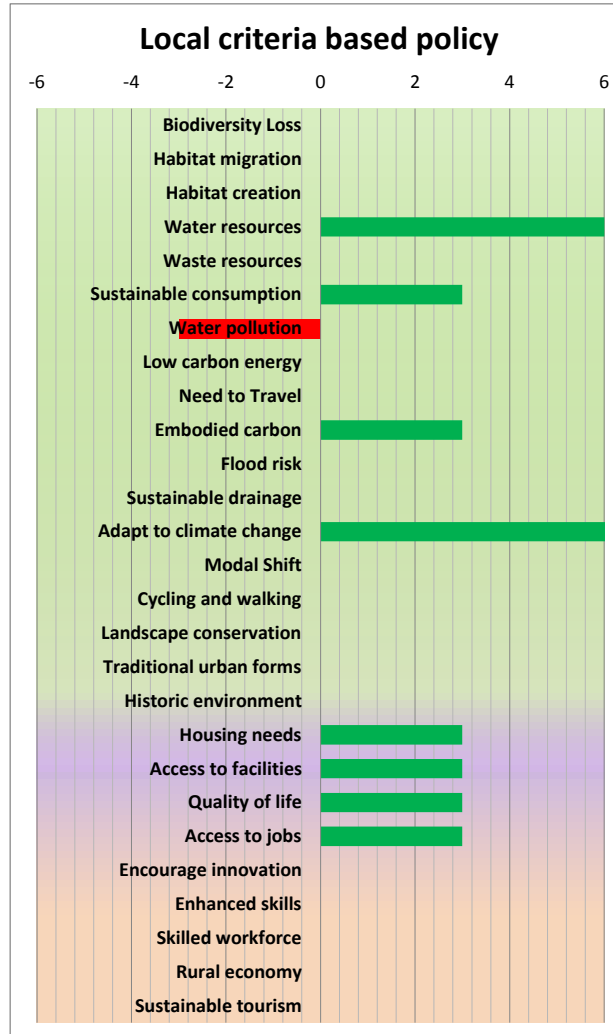 Local criteria based policy
-6 -4 -2 0 2 4 6
Biodiversity Loss
Habitat migration
Habitat creation
Water resources
Waste resources
Sustainable consumption
Water pollution
Low carbon energy
Need to Travel
Embodied carbon
Flood risk
Sustainable drainage
Adapt to climate change
Modal Shift
Cycling and walking
Landscape conservation
Traditional urban forms
Historic environment
Housing needs
Access to facilities
Quality of life
Access to jobs
Encourage innovation
Enhanced skills
Skilled workforce
Rural economy
Sustainable tourism